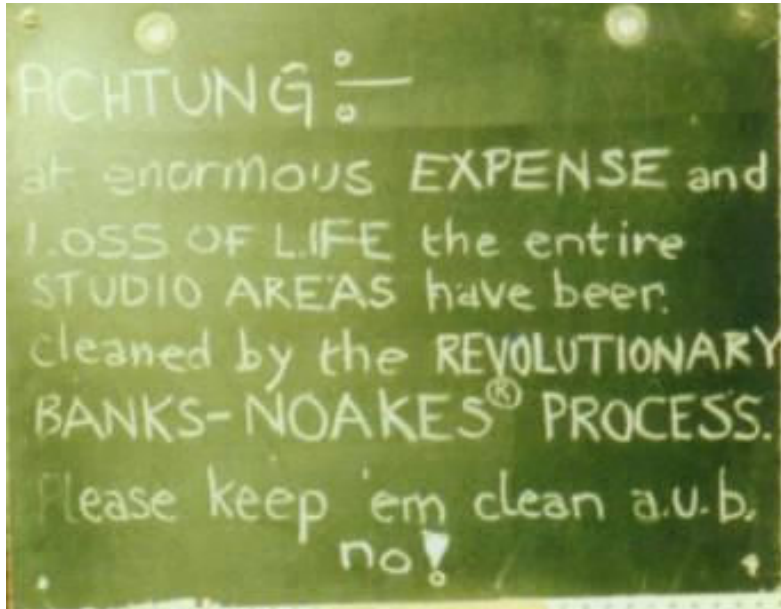 ACHTUNG :—
at enormous EXPENSE and
LOSS OF LIFE the entire
STUDIO AREAS have been
cleaned by the REVOLUTIONARY
BANKS-NOAKES® PROCESS.
Please keep 'em clean a.u.b.
no!